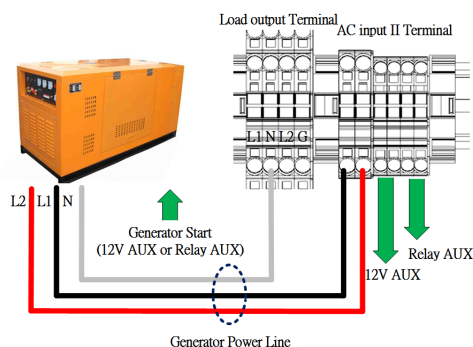 Load output Terminal
AC input II Terminal
L1 N L2 G
L2 L1 N
Generator Start
(12V AUX or Relay AUX)
Relay AUX
12V AUX
Generator Power Line